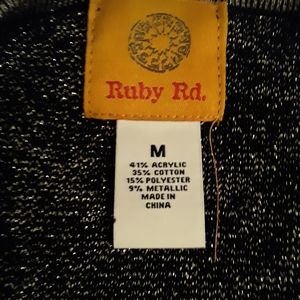 Ruby Rd.
M
41% ACRYLIC
35% COTTON
15% POLYESTER
9% METALLIC
MADE IN
CHINA